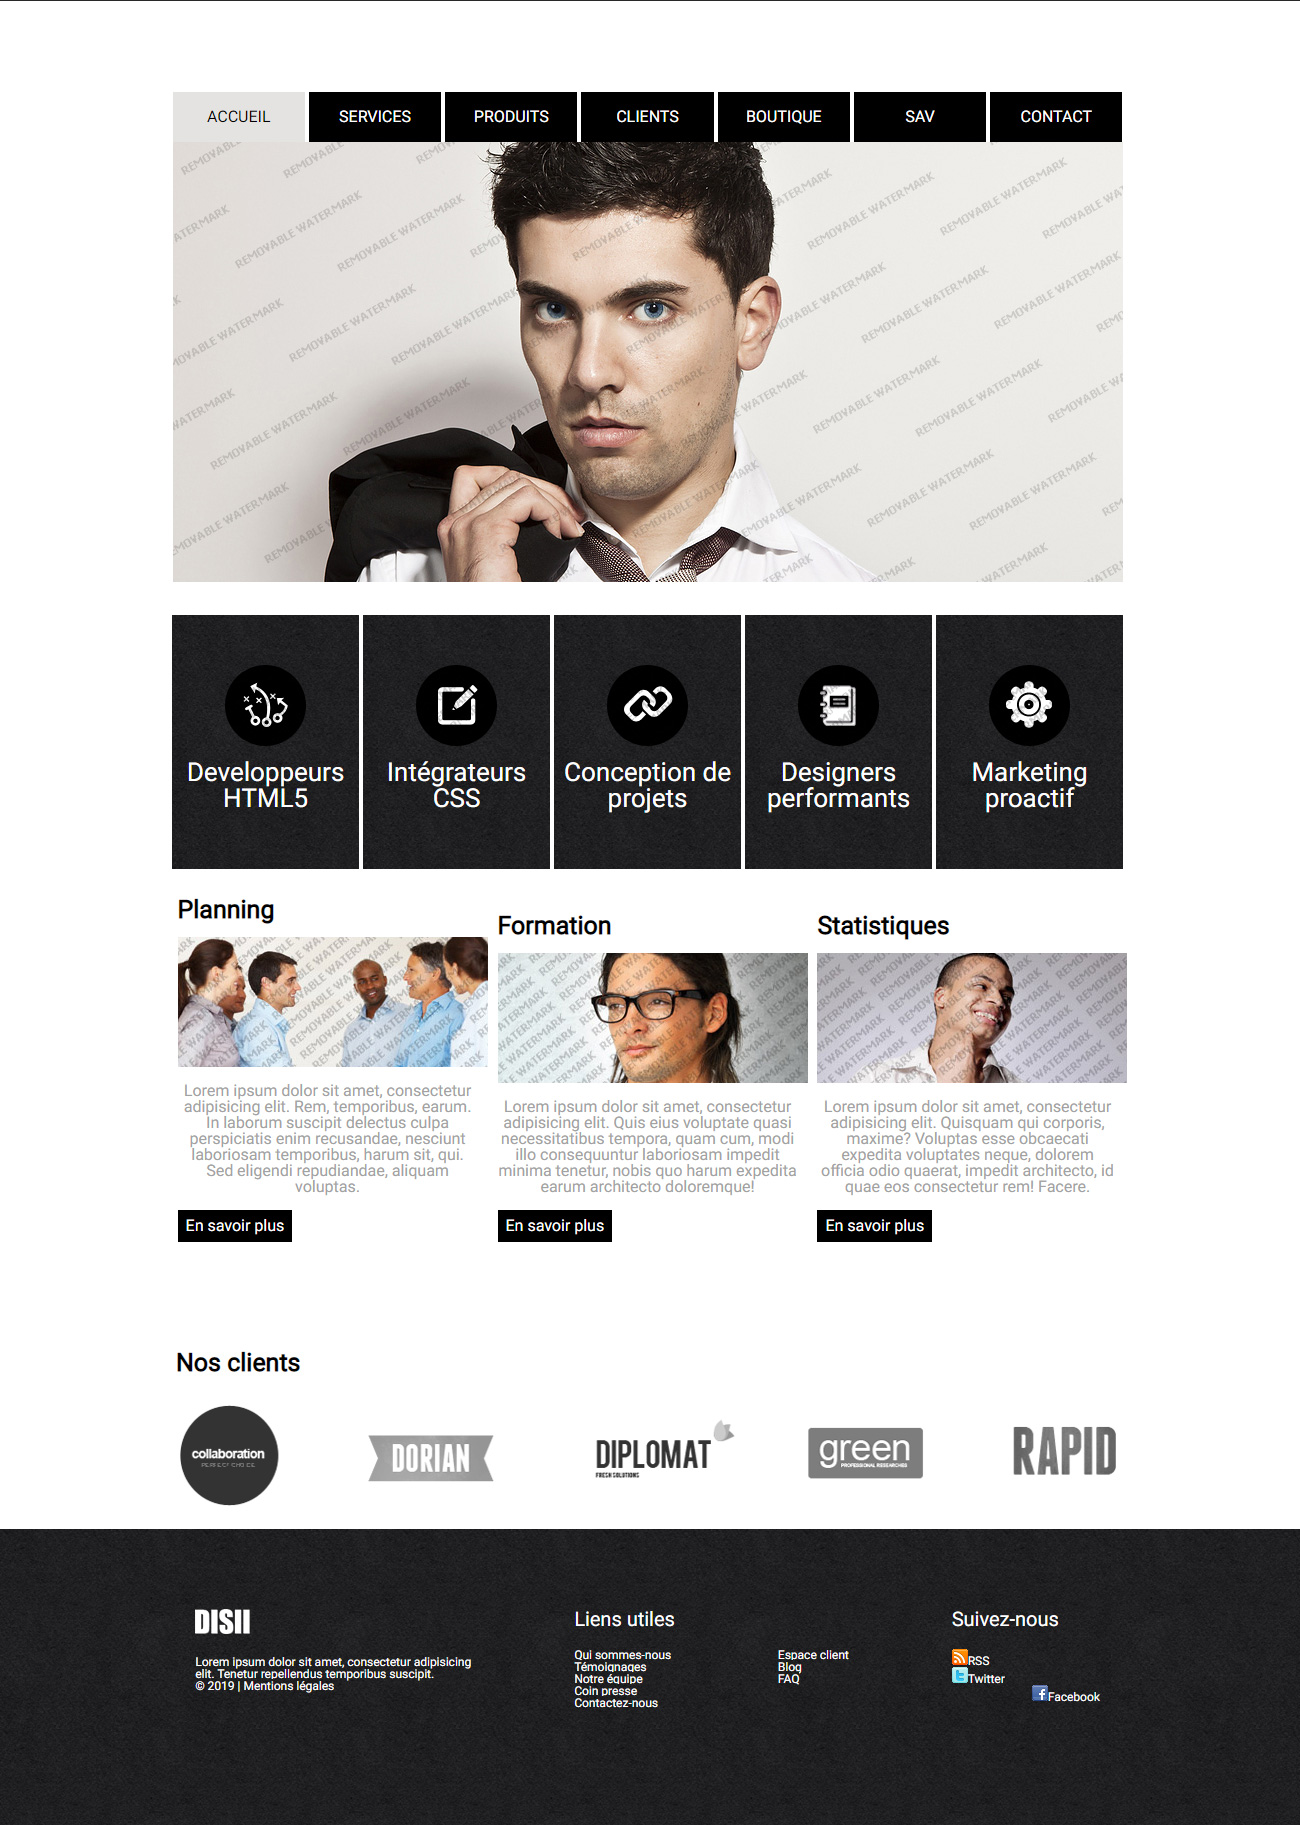 ACCUEIL SERVICES PRODUITS CLIENTS BOUTIQUE SAV CONTACT
REMOVABLE WATERMARK
Developpeurs
HTML5
Intégrateurs
CSS
Conception de
projets
Designers
performants
Marketing
proactif
Planning
Lorem ipsum dolor sit amet, consectetur
adipisicing elit. Rem, temporibus, earum.
In laborum suscipit delectus culpa
perspiciatis enim recusandae, nesciunt
laboriosam temporibus, harum sit, qui.
Sed eligendi repudiandae, aliquam
voluptas.
En savoir plus
Formation
Lorem ipsum dolor sit amet, consectetur
adipisicing elit. Quis eius voluptate quasi
necessitatibus tempora, quam cum, modi
illo consequuntur laboriosam impedit
minima tenetur, nobis quo harum expedita
earum architecto doloremque!
En savoir plus
Statistiques
Lorem ipsum dolor sit amet, consectetur
adipisicing elit. Quisquam qui corporis,
maxime? Voluptas esse obcaecati
expedita voluptates neque, dolorem
officia odio quaerat, impedit architecto, id
quae eos consectetur rem! Facere.
En savoir plus
Nos clients
collaboration
PERFECT CHOICE
DORIAN
DIPLOMAT
FRESH SOLUTIONS
green
PROFESSIONAL RESEARCHES
RAPID
DISII
Lorem ipsum dolor sit amet, consectetur adipisicing
elit. Tenetur repellendus temporibus suscipit.
© 2019 | Mentions légales
Liens utiles
Qui sommes-nous
Témoignages
Notre équipe
Coin presse
Contactez-nous
Espace client
Blog
FAQ
Suivez-nous
RSS
Twitter
Facebook